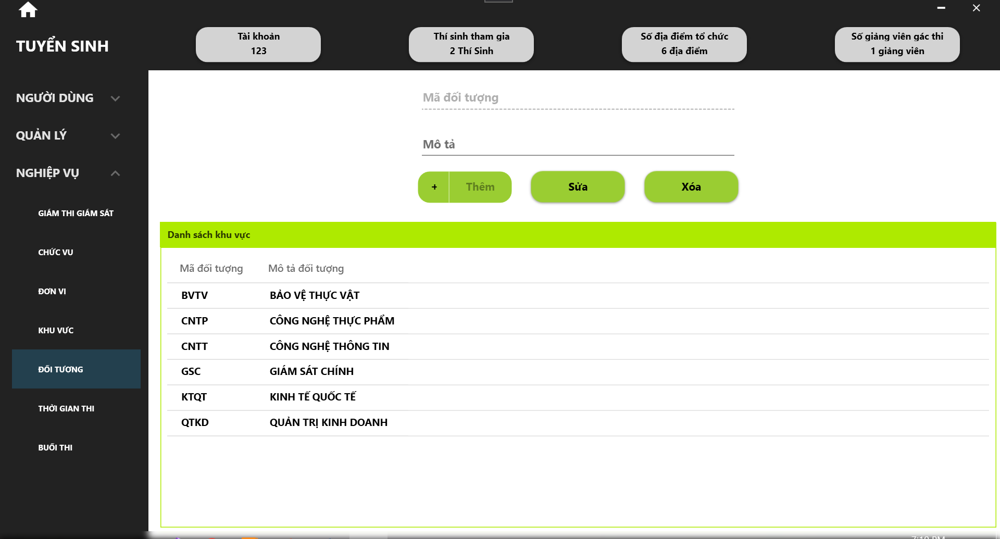 TUYỂN SINH
Tài khoản
123
Thí sinh tham gia
2 Thí Sinh
Số địa điểm tổ chức
6 địa điểm
Số giảng viên gác thi
1 giảng viên
NGƯỜI DÙNG
QUẢN LÝ
NGHIỆP VỤ
GIÁM THI GIÁM SÁT
CHỨC VU
ĐƠN VI
KHU VƯC
ĐỐI TƯƠNG
THỜI GIAN THI
BUỔI THI
Mã đối tượng
Mô tả
+ Thêm
Sửa
Xóa
Danh sách khu vực
Mã đối tượng Mô tả đối tượng
BVTV BẢO VỆ THỰC VẬT
CNTP CÔNG NGHỆ THỰC PHẨM
CNTT CÔNG NGHỆ THÔNG TIN
GSC GIÁM SÁT CHÍNH
KTQT KINH TẾ QUỐC TẾ
QTKD QUẢN TRỊ KINH DOANH